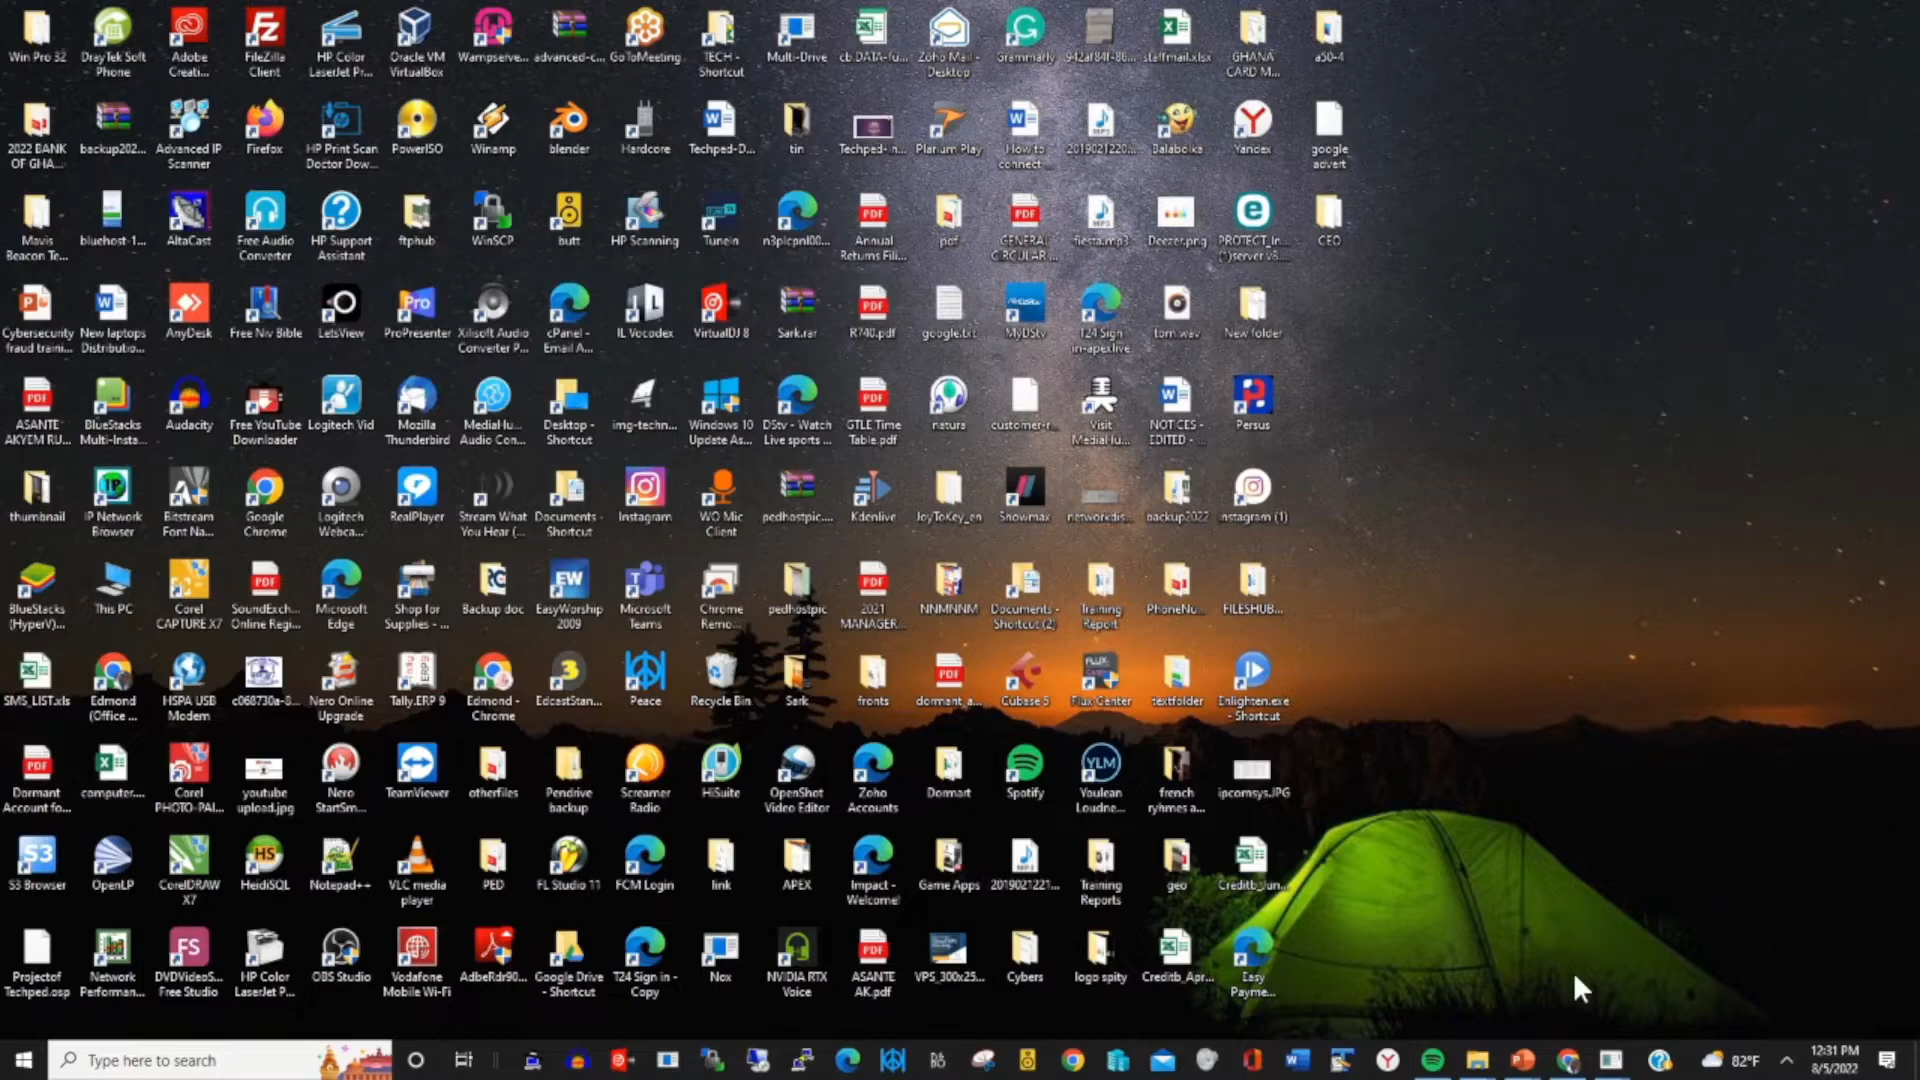 Win Pro 32
DrayTek Soft
Phone
Adobe
Creati...
FileZilla
Client
HP Color
LaserJet Pr...
Oracle VM
VirtualBox
Wampserve...
advanced-c...
GoToMeeting
TECH -
Shortcut
Multi-Drive
cb.DATA-fu...
Zoho Mail -
Desktop
Grammarly
942af84f-86...
staffmail.xlsx
GHANA
CARD M...
a50-4
2022 BANK
OF GHA...
backup202...
Advanced IP
Scanner
Firefox
HP Print Scan
Doctor Dow...
PowerISO
Winamp
blender
Hardcore
Techped-D...
tin
Techped-
Planum Play
How to
connect ...
2019021220...
Balabolka
Yandex
google
advert
Mavis
Beacon Te...
bluehost-1...
AltaCast
Free Audio
Converter
HP Support
Assistant
ftphub
WinSCP
butt
HP Scanning
Tunein
n3plcpnl00...
Annual
Returns Fili...
pdf
GENERAL
CIRCULAR ...
fiesta.mp3
Deezer.png
PROTECT_In...
(1)server v8....
CEO
Cybersecurity
fraud traini...
New laptops
Distributio...
AnyDesk
Free Niv Bible
LetsView
ProPresenter
Xilisoft Audio
Converter P...
cPanel -
Email A...
IL Vocodex
VirtualDJ 8
Sark.rar
R740.pdf
google.txt
MyDStv
T24 Sign
in-apexlive
tom.wav
New folder
ASANTE
AKYEM RU...
BlueStacks
Multi-Insta...
Audacity
Free YouTube
Downloader
Logitech Vid
Mozilla
Thunderbird
MediaHu...
Audio Con...
Desktop -
Shortcut
img-techn...
Windows 10
Update As...
DStv - Watch
Live sports ...
GTLE Time
Table.pdf
natura
customer-r...
Visit
MediaHu...
NOTICES -
EDITED - ...
Persus
thumbnail
IP Network
Browser
Bitstream
Font Na...
Google
Chrome
Logitech
Webca...
RealPlayer
Stream What
You Hear (...
Documents -
Shortcut
Instagram
WO Mic
Client
pedhostpic....
Kdenlive
JoyToKey_en
Showmax
networkdis...
backup2022
instagram (1)
BlueStacks
(HyperV)...
This PC
Corel
CAPTURE X7
SoundExch...
Online Regi...
Microsoft
Edge
Shop for
Supplies - ...
Backup doc
EasyWorship
2009
Microsoft
Teams
Chrome
Remo...
pedhostpic
2021
MANAGER...
NNMNNM
Documents -
Shortcut (2)
Training
Report
PhoneNu...
FILESHUB...
SMS_LIST.xls
Edmond
(Office ...
HSPA USB
Modem
c068730a-8...
Nero Online
Upgrade
Tally.ERP 9
Edmond -
Chrome
EdcastStan...
Peace
Recycle Bin
Sark
fronts
dormant_a...
Cubase 5
Flux Center
textfolder
Enlighten.exe
- Shortcut
Dormant
Account fo...
computer....
Corel
PHOTO-PAI...
youtube
upload.jpg
Nero
StartSm...
TeamViewer
otherfiles
Pendrive
backup
Screamer
Radio
HiSuite
OpenShot
Video Editor
Zoho
Accounts
Dormart
Spotify
Youlean
Loudne...
french
ryhmes a...
ipcomsys.JPG
S3 Browser
OpenLP
CorelDRAW
X7
HeidiSQL
Notepad++
VLC media
player
PED
FL Studio 11
FCM Login
link
APEX
Impact -
Welcome!
Game Apps
2019021221...
Training
Reports
geo
Creditb_Jun...
Projectof
Techped.osp
Network
Performan...
DVDVideoS...
Free Studio
HP Color
LaserJet P...
OBS Studio
Vodafone
Mobile Wi-Fi
AdbeRdr90...
Google Drive
- Shortcut
T24 Sign in -
Copy
Nox
NVIDIA RTX
Voice
ASANTE
AK.pdf
VPS_300x25...
Cybers
logo spity
Creditb_Apr...
Easy
Payme...
Type here to search
82°F
12:31 PM
8/5/2022